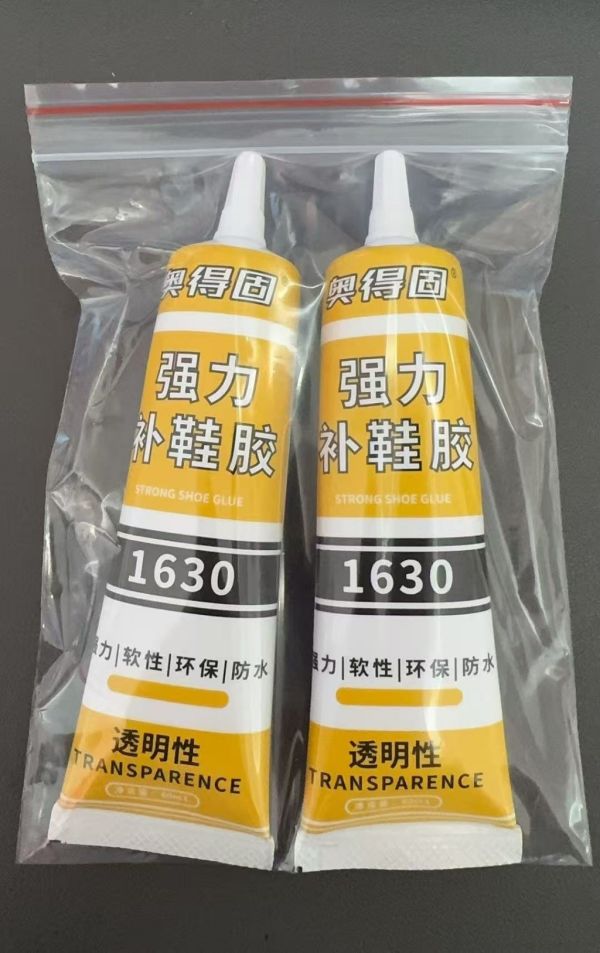 奥得固®
强力
补鞋胶
STRONG SHOE GLUE
1630
强力|软性|环保|防水
透明性
TRANSPARENCE
奥得固®
强力
补鞋胶
STRONG SHOE GLUE
1630
强力|软性|环保|防水
透明性
TRANSPARENCE